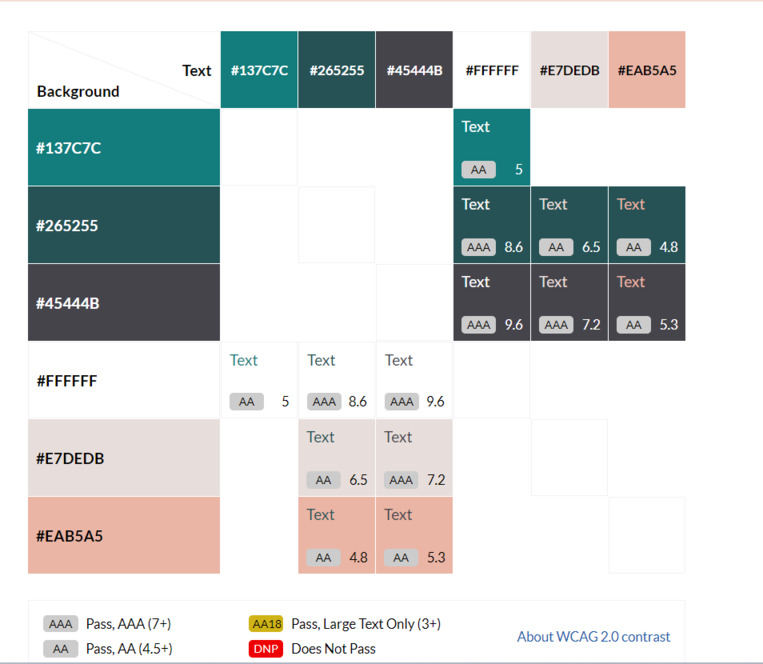 Text #137C7C #265255 #45444B #FFFFFF #E7DEDB #EAB5A5
Background
#137C7C
Text
AA 5
#265255
Text Text Text
AAA 8.6 AA 6.5 AA 4.8
#45444B
Text Text Text
AAA 9.6 AAA 7.2 AA 5.3
#FFFFFF
Text Text Text
AA 5 AAA 8.6 AAA 9.6
#E7DEDB
Text Text
AA 6.5 AAA 7.2
#EAB5A5
Text Text
AA 4.8 AA 5.3
AAA Pass, AAA (7+) AA18 Pass, Large Text Only (3+)
About WCAG 2.0 contrast
AA Pass, AA (4.5+) DNP Does Not Pass